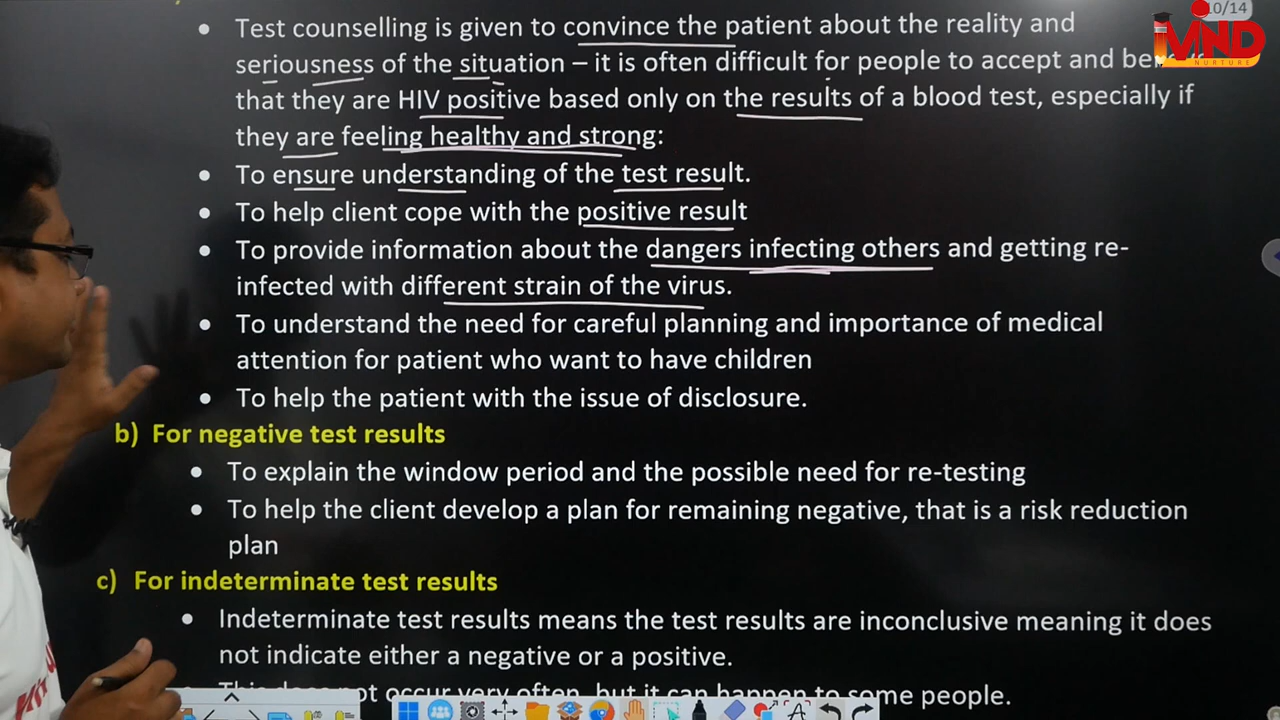 10/14
MIND
NURTURE
• Test counselling is given to convince the patient about the reality and
seriousness of the situation – it is often difficult for people to accept and
that they are HIV positive based only on the results of a blood test, especially if
they are feeling healthy and strong:
• To ensure understanding of the test result.
• To help client cope with the positive result
• To provide information about the dangers infecting others and getting re-
infected with different strain of the virus.
• To understand the need for careful planning and importance of medical
attention for patient who want to have children
• To help the patient with the issue of disclosure.
b) For negative test results
• To explain the window period and the possible need for re-testing
• To help the client develop a plan for remaining negative, that is a risk reduction
plan
c) For indeterminate test results
• Indeterminate test results means the test results are inconclusive meaning it does
not indicate either a negative or a positive.
This does not occur very often, but it can happen to some people.